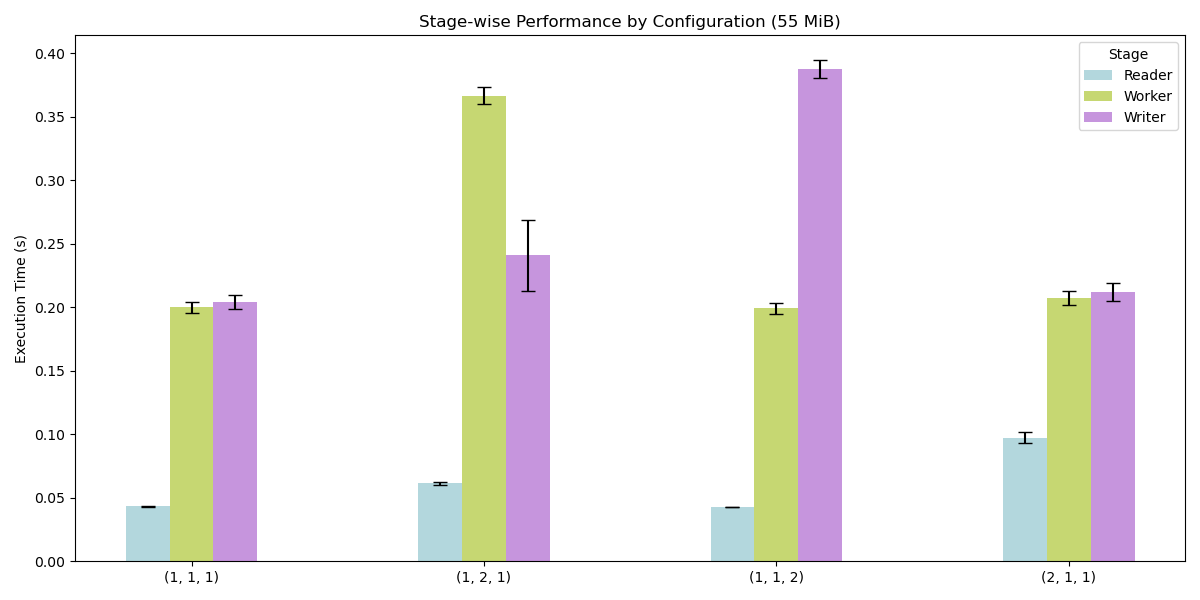 Stage-wise Performance by Configuration (55 MiB)
Stage
Reader
Worker
Writer
Execution Time (s)
0.40
0.35
0.30
0.25
0.20
0.15
0.10
0.05
0.00
(1, 1, 1)
(1, 2, 1)
(1, 1, 2)
(2, 1, 1)